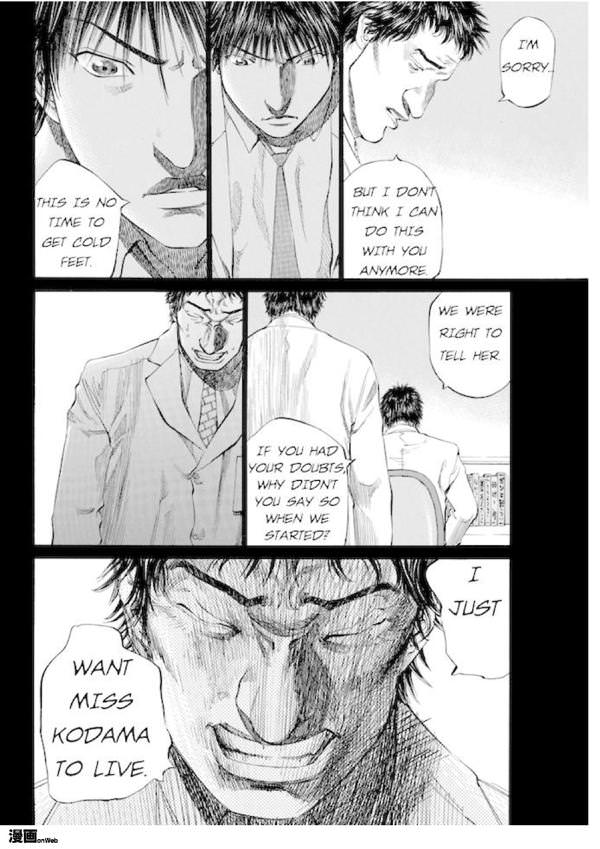 I'M
SORRY...
BUT I DON'T
THINK I CAN
DO THIS
WITH YOU
ANYMORE.
THIS IS NO
TIME TO
GET COLD
FEET.
WE WERE
RIGHT TO
TELL HER.
IF YOU HAD
YOUR DOUBTS,
WHY DIDN'T
YOU SAY SO
WHEN WE
STARTED?
I
JUST
WANT
MISS
KODAMA
TO LIVE.
漫画onWeb